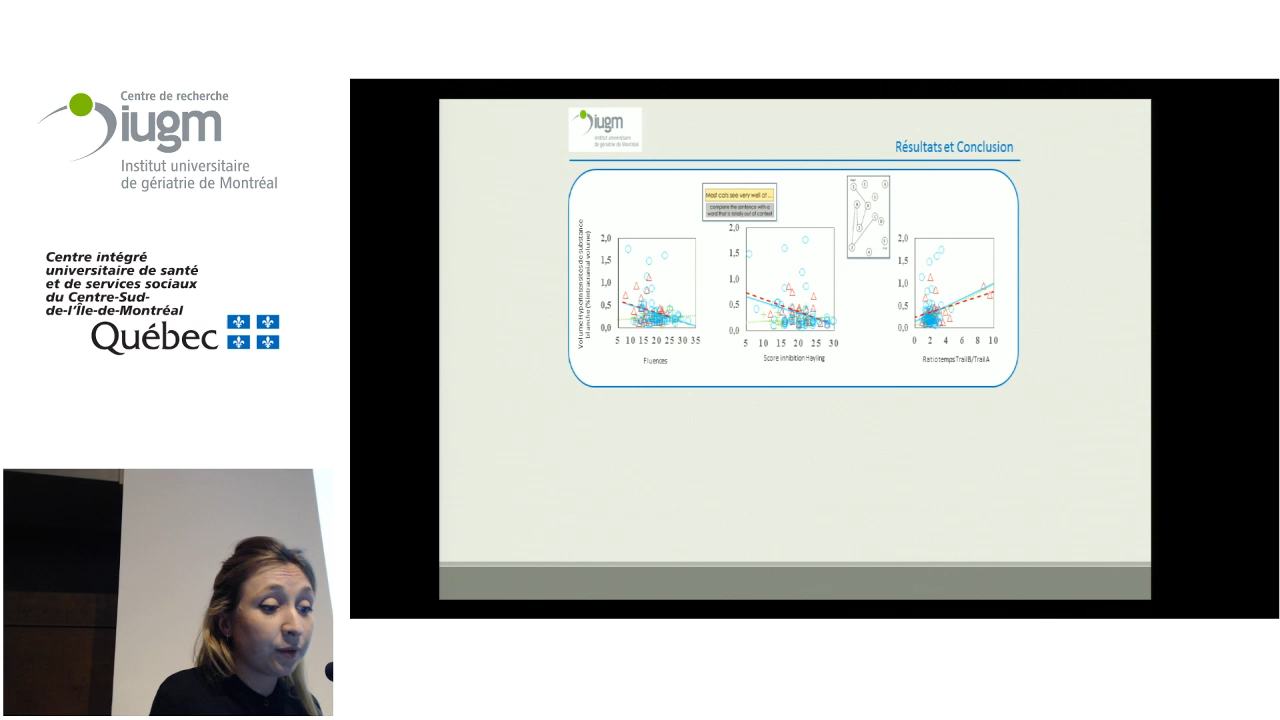 Centre de recherche
iugm
Institut universitaire
de gériatrie de Montréal
Centre intégré
universitaire de santé
et de services sociaux
du Centre-Sud-
de-l'Île-de-Montréal
Québec
iugm
Institut universitaire
de gériatrie de Montréal
Résultats et Conclusion
Most cats see very well at ...
complete the sentence with a
word that is totally out of context
Volume Hyperintensités de substance
blanche (% intracranial volume)
2,0
1,5
1,0
0,5
0,0
5 10 15 20 25 30 35
Fluences
2,0
1,5
1,0
0,5
0,0
5 10 15 20 25 30
Score inhibition Hayling
2,0
1,5
1,0
0,5
0,0
0 2 4 6 8 10
Ratio temps Trail B/Trail A